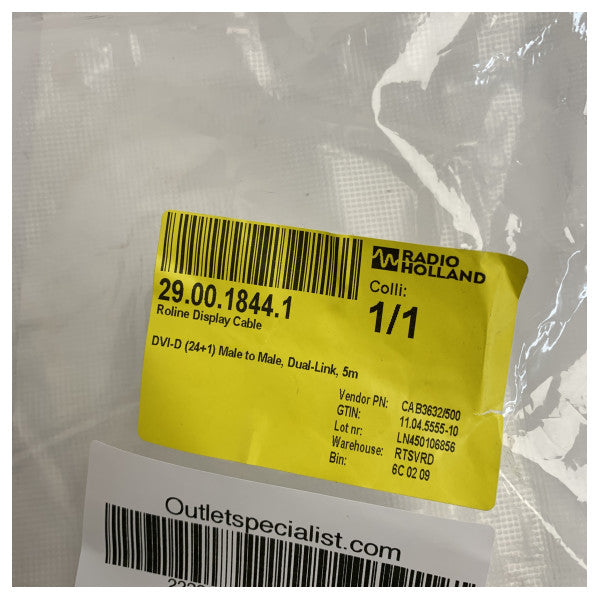 RADIO
HOLLAND
29.00.1844.1
Roline Display Cable
Colli:
1/1
DVI-D (24+1) Male to Male, Dual-Link, 5m
Vendor PN: CAB3632/500
GTIN: 11.04.5555-10
Lot nr: LN450106856
Warehouse: RTSVRD
Bin: 6C 02 09
Outletspecialist.com